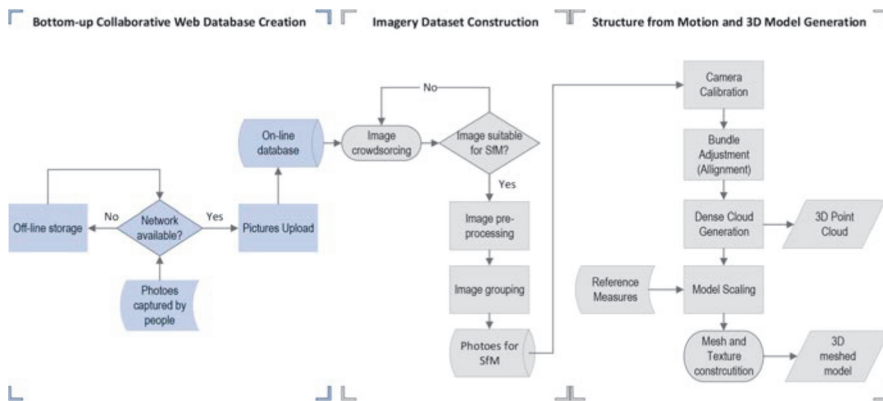 Bottom-up Collaborative Web Database Creation
Off-line storage
No
Network
available?
Yes
Photoes
captured by
people
Pictures Upload
On-line
database
Imagery Dataset Construction
No
Image
crowdsorcing
Image suitable
for SfM?
Yes
Image pre-
processing
Image grouping
Photoes for
SfM
Structure from Motion and 3D Model Generation
Camera
Calibration
Bundle
Adjustment
(Allignment)
Dense Cloud
Generation
3D Point
Cloud
Reference
Measures
Model Scaling
Mesh and
Texture
constrcutition
3D
meshed
model